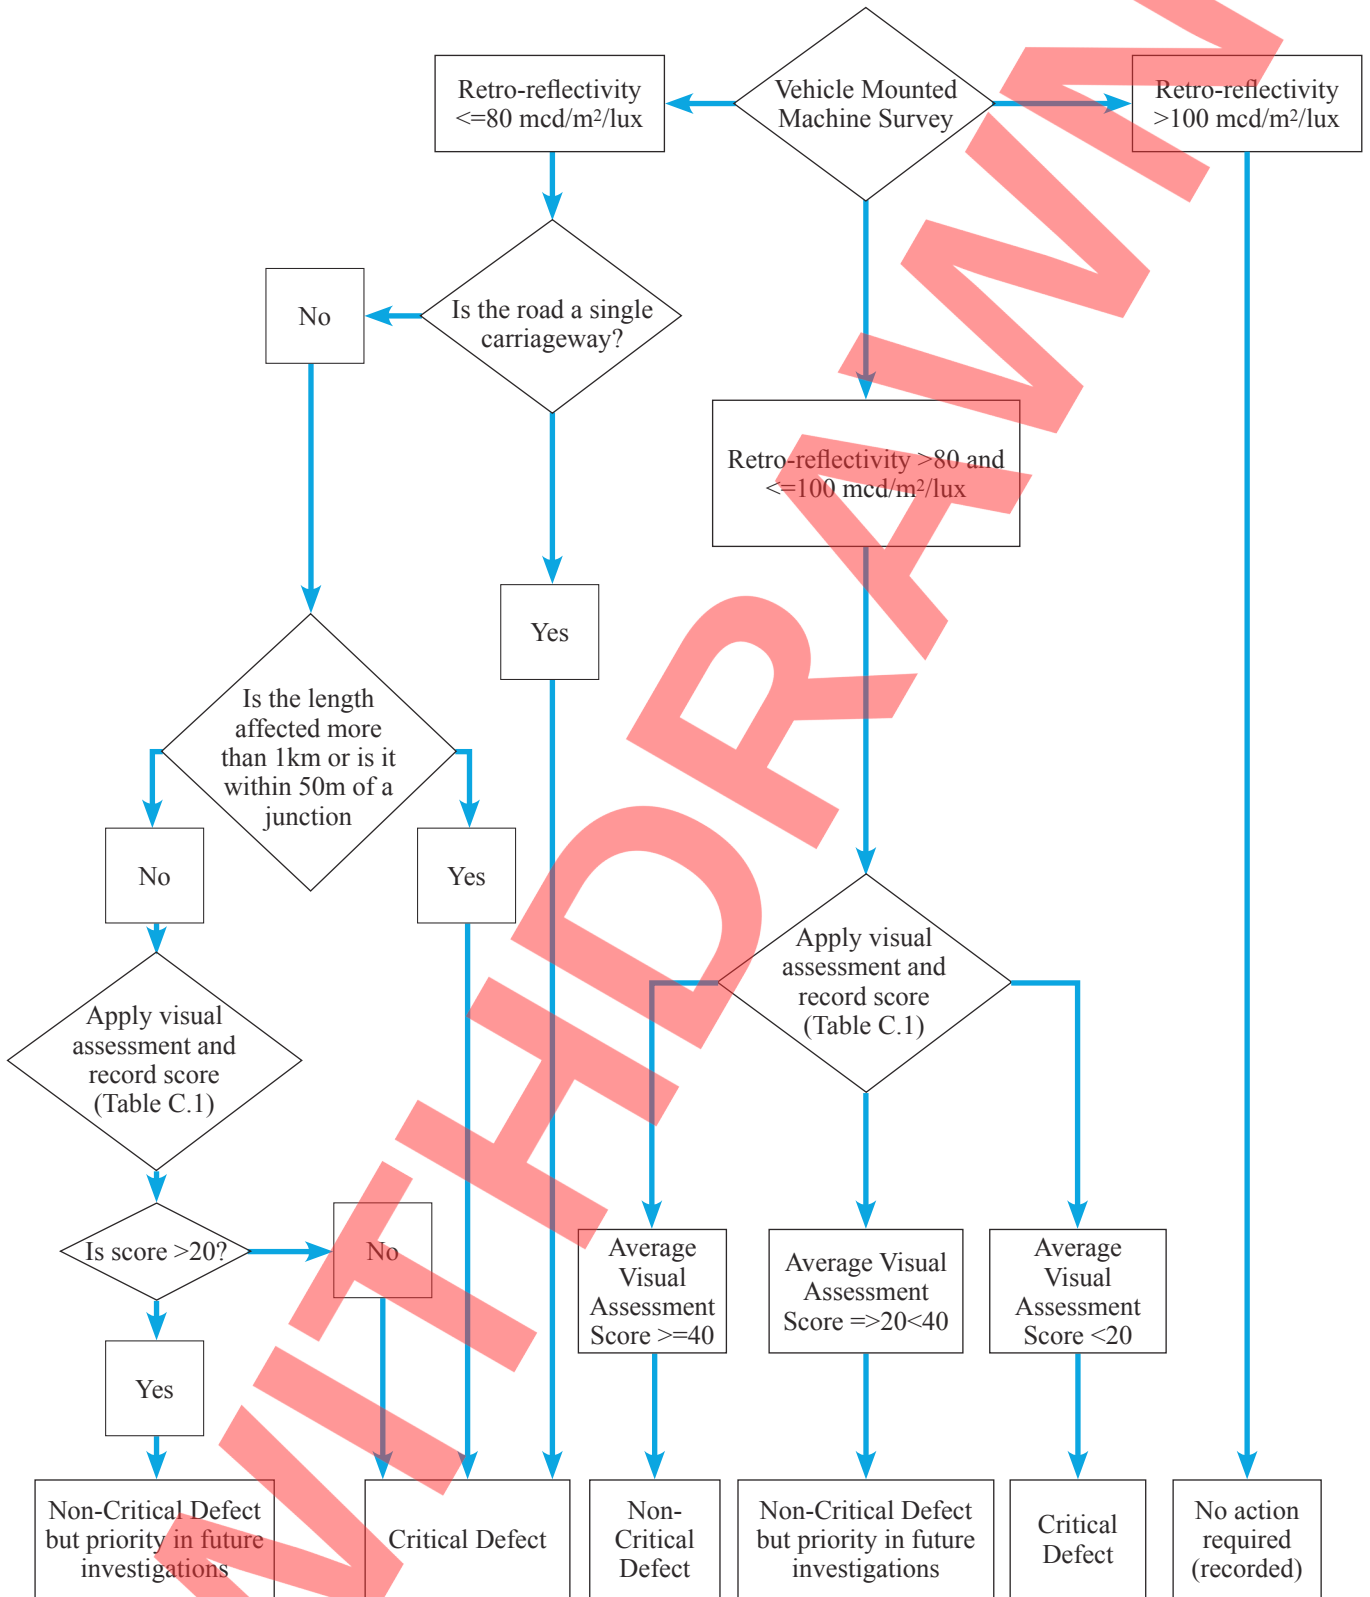 Retro-reflectivity
<=80 mcd/m²/lux
Vehicle Mounted
Machine Survey
Retro-reflectivity
>100 mcd/m²/lux
No
Is the road a single
carriageway?
Retro-reflectivity >80 and
<=100 mcd/m²/lux
Yes
Is the length
affected more
than 1km or is it
within 50m of a
junction
No
Yes
Apply visual
assessment and
record score
(Table C.1)
Apply visual
assessment and
record score
(Table C.1)
Is score >20?
No
Average
Visual
Assessment
Score >=40
Average Visual
Assessment
Score =>20<40
Average
Visual
Assessment
Score <20
Yes
Non-Critical Defect
but priority in future
investigations
Critical Defect
Non-
Critical
Defect
Non-Critical Defect
but priority in future
investigations
Critical
Defect
No action
required
(recorded)
WITHDRAWN